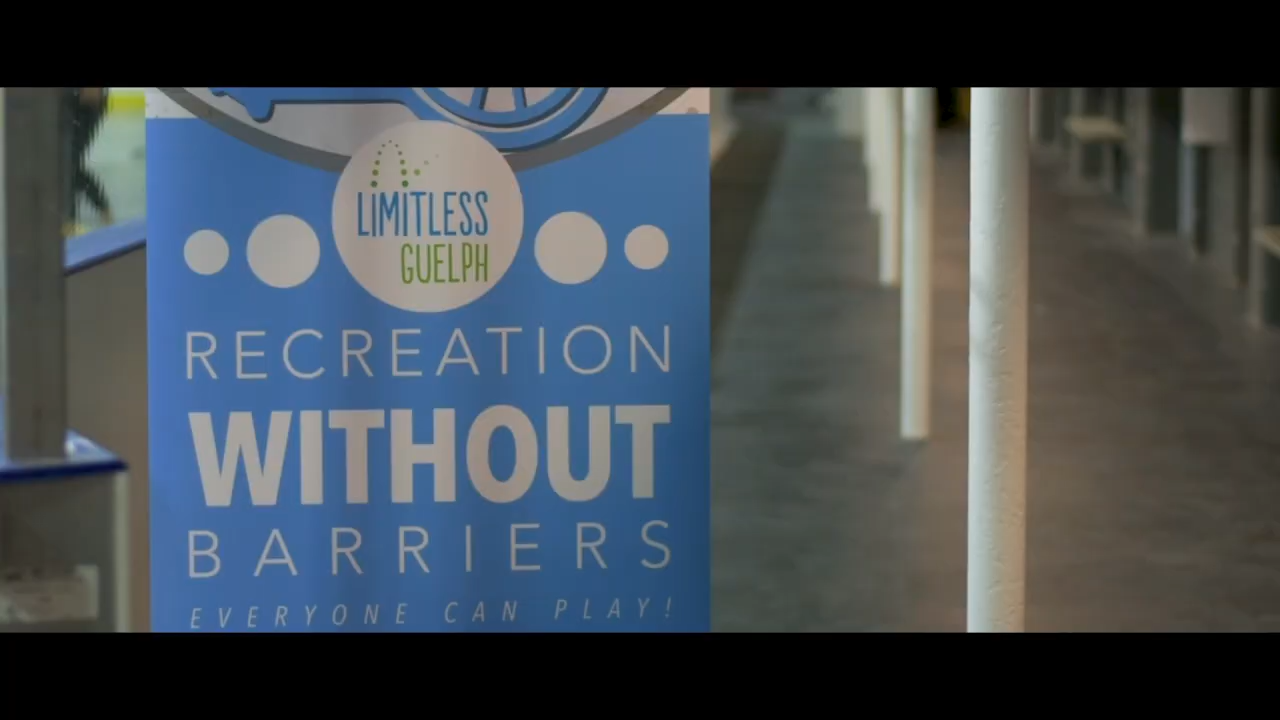 LIMITLESS
GUELPH
RECREATION
WITHOUT
BARRIERS
EVERYONE CAN PLAY!